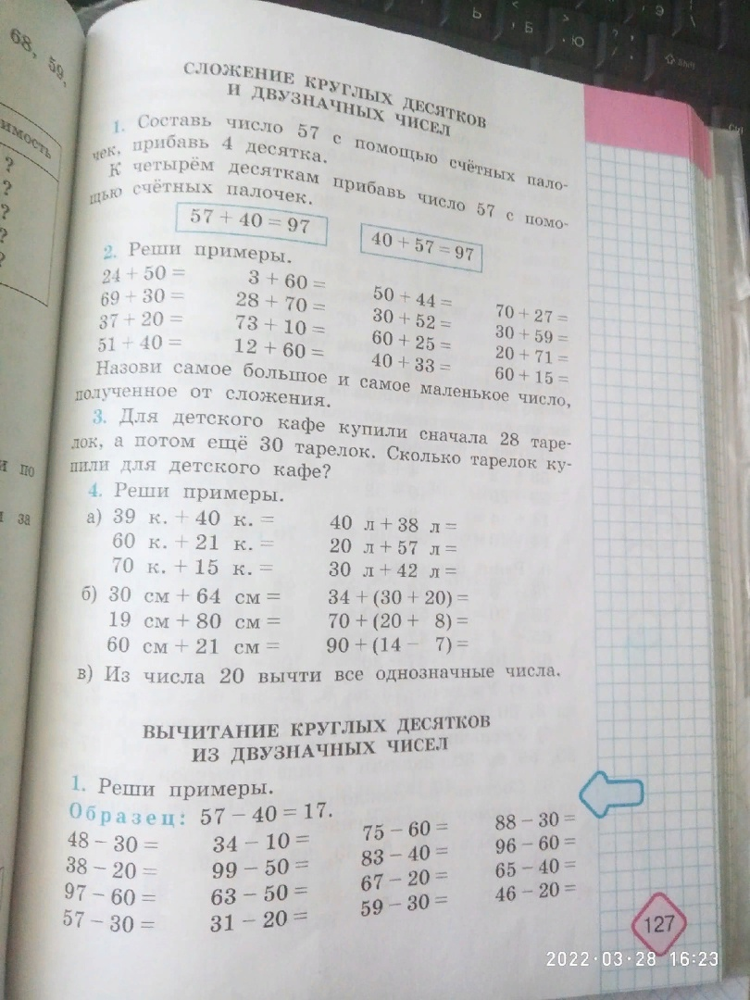 68, 59,
имость
?
?
?
?
?
и по
и за
СЛОЖЕНИЕ КРУГЛЫХ ДЕСЯТКОВ
И ДВУЗНАЧНЫХ ЧИСЕЛ
1. Составь число 57 с помощью счётных пало-
чек, прибавь 4 десятка.
К четырём десяткам прибавь число 57 с помо-
щью счётных палочек.
57 + 40 = 97 40 + 57 = 97
2. Реши примеры.
24 + 50 = 3 + 60 = 50 + 44 = 70 + 27 =
69 + 30 = 28 + 70 = 30 + 52 = 30 + 59 =
37 + 20 = 73 + 10 = 60 + 25 = 20 + 71 =
51 + 40 = 12 + 60 = 40 + 33 = 60 + 15 =
Назови самое большое и самое маленькое число,
полученное от сложения.
3. Для детского кафе купили сначала 28 таре-
лок, а потом ещё 30 тарелок. Сколько тарелок ку-
пили для детского кафе?
4. Реши примеры.
а) 39 к. + 40 к. = 40 л + 38 л =
60 к. + 21 к. = 20 л + 57 л =
70 к. + 15 к. = 30 л + 42 л =
б) 30 см + 64 см = 34 + (30 + 20) =
19 см + 80 см = 70 + (20 + 8) =
60 см + 21 см = 90 + (14 − 7) =
в) Из числа 20 вычти все однозначные числа.
ВЫЧИТАНИЕ КРУГЛЫХ ДЕСЯТКОВ
ИЗ ДВУЗНАЧНЫХ ЧИСЕЛ
1. Реши примеры.
Образец: 57 − 40 = 17.
48 − 30 = 34 − 10 = 75 − 60 = 88 − 30 =
38 − 20 = 99 − 50 = 83 − 40 = 96 − 60 =
97 − 60 = 63 − 50 = 67 − 20 = 65 − 40 =
57 − 30 = 31 − 20 = 59 − 30 = 46 − 20 =
127
2022·03·28 16:23